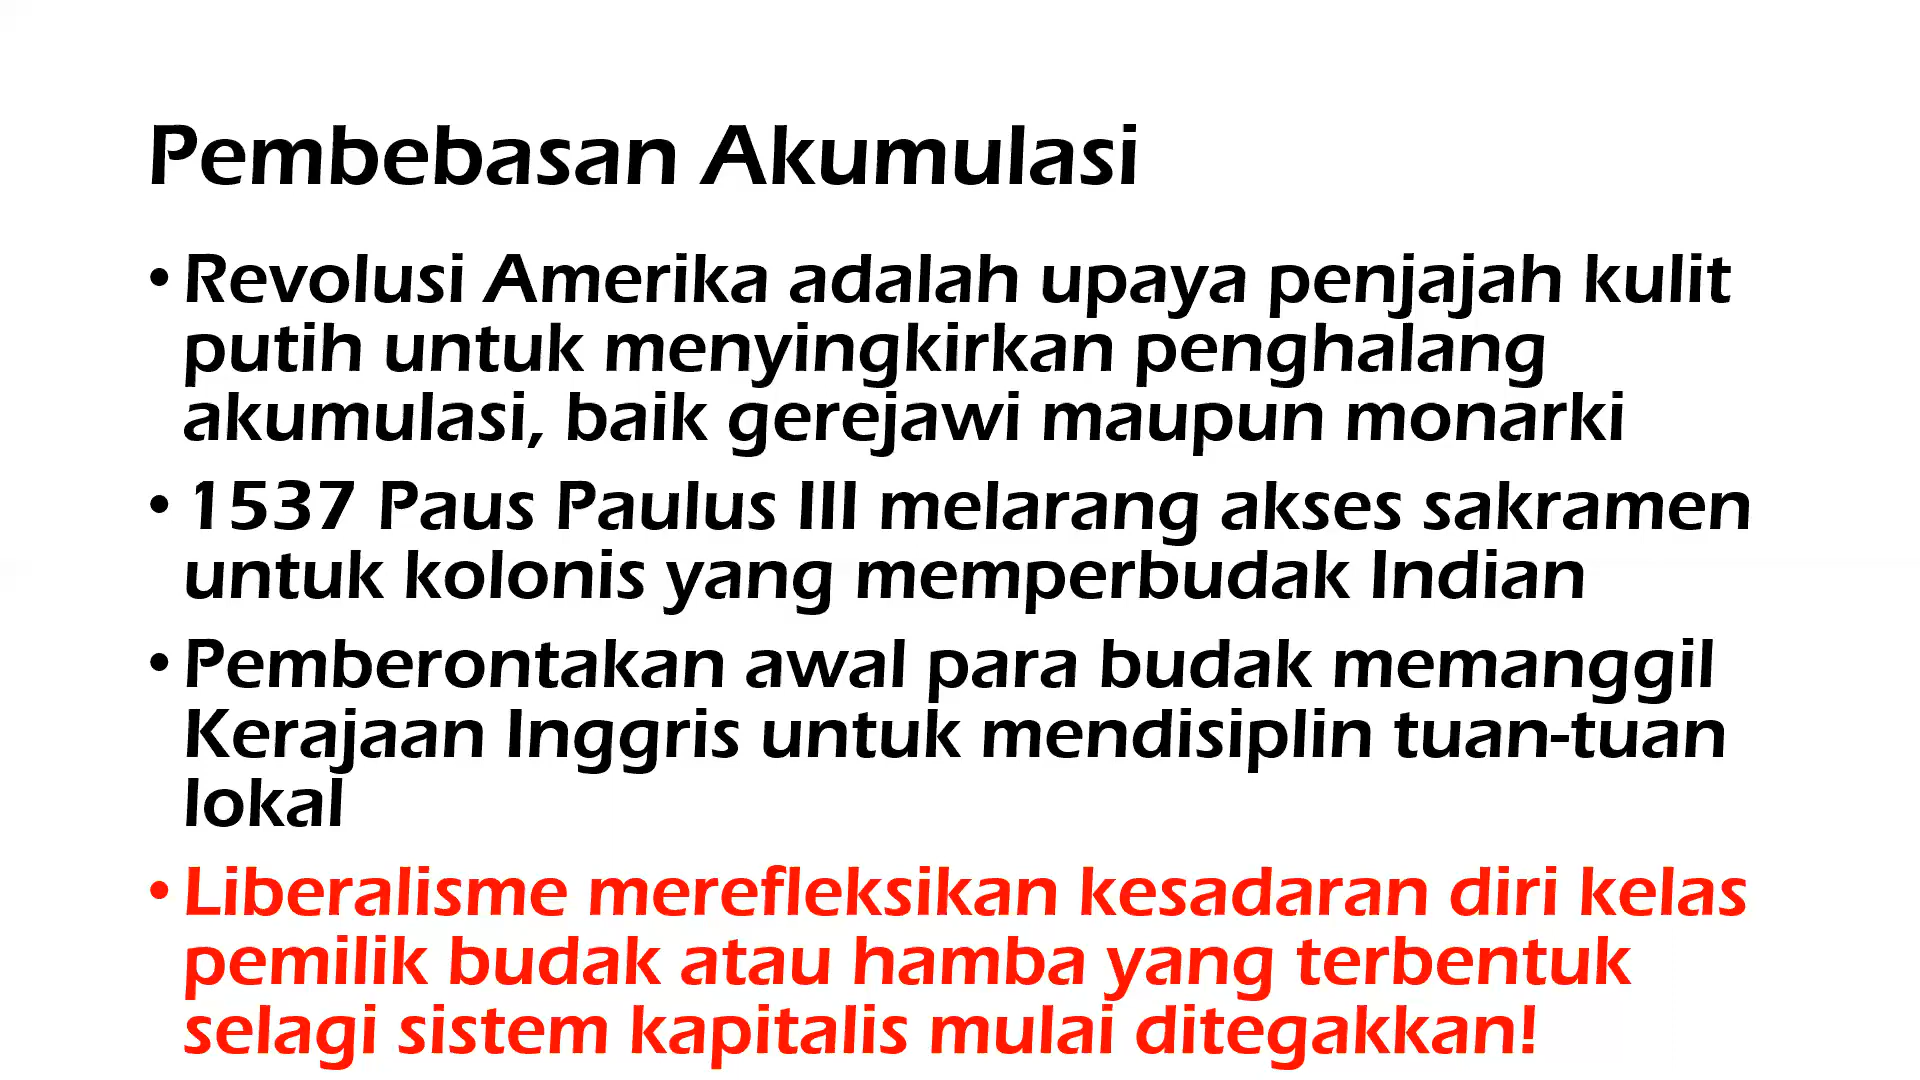 Pembebasan Akumulasi
• Revolusi Amerika adalah upaya penjajah kulit
putih untuk menyingkirkan penghalang
akumulasi, baik gerejawi maupun monarki
• 1537 Paus Paulus III melarang akses sakramen
untuk kolonis yang memperbudak Indian
• Pemberontakan awal para budak memanggil
Kerajaan Inggris untuk mendisiplin tuan-tuan
lokal
• Liberalisme merefleksikan kesadaran diri kelas
pemilik budak atau hamba yang terbentuk
selagi sistem kapitalis mulai ditegakkan!